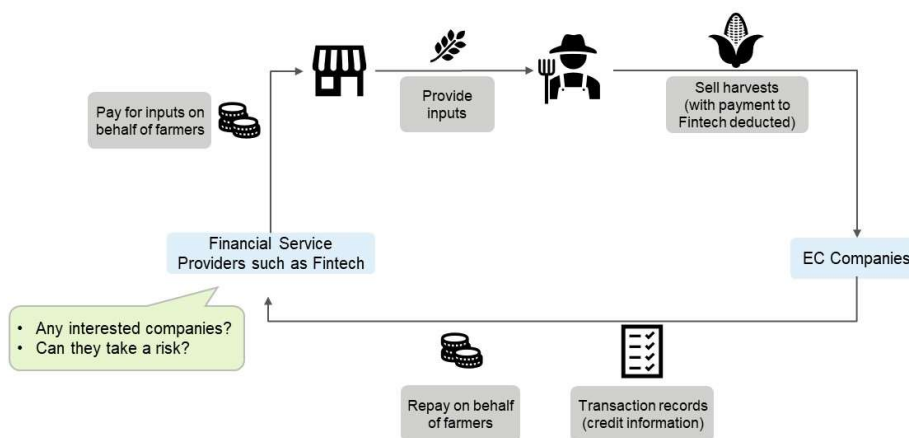 Pay for inputs on
behalf of farmers
Provide
inputs
Sell harvests
(with payment to
Fintech deducted)
Financial Service
Providers such as Fintech
EC Companies
• Any interested companies?
• Can they take a risk?
Repay on behalf
of farmers
Transaction records
(credit information)